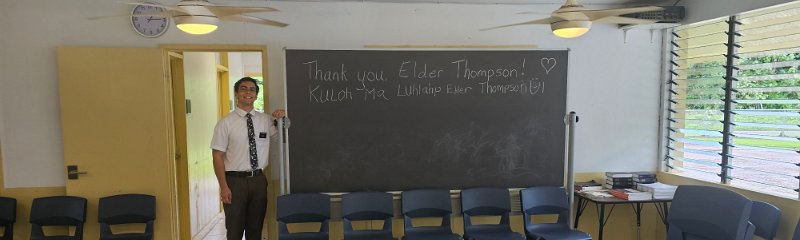 Thank you, Elder Thompson!
Kuloh Ma Luhlahp Elder Thompson!